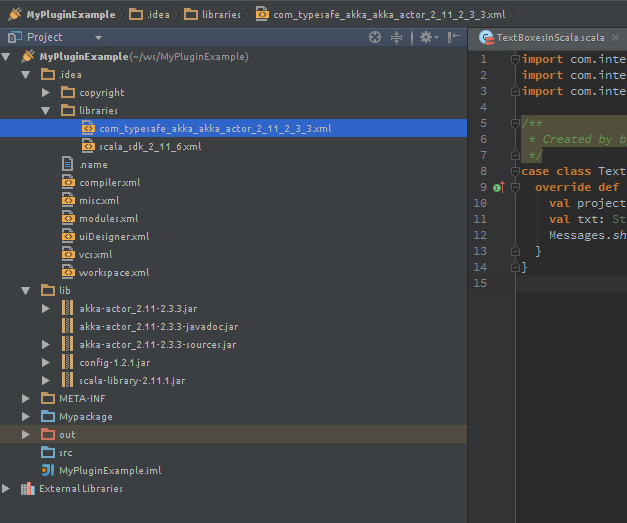 MyPluginExample .idea libraries com_typesafe_akka_akka_actor_2_11_2_3_3.xml
Project
MyPluginExample (~/ws/MyPluginExample)
.idea
copyright
libraries
com_typesafe_akka_akka_actor_2_11_2_3_3.xml
scala_sdk_2_11_6.xml
.name
compiler.xml
misc.xml
modules.xml
uiDesigner.xml
vcs.xml
workspace.xml
lib
akka-actor_2.11-2.3.3.jar
akka-actor_2.11-2.3.3-javadoc.jar
akka-actor_2.11-2.3.3-sources.jar
config-1.2.1.jar
scala-library-2.11.1.jar
META-INF
Mypackage
out
src
MyPluginExample.iml
External Libraries
TextBoxesInScala.scala
1 import com.inte
2 import com.inte
3 import com.inte
4
5 /**
6 * Created by b
7 */
8 case class Text
9 override def
10 val project
11 val txt: St
12 Messages.sh
13 }
14 }
15